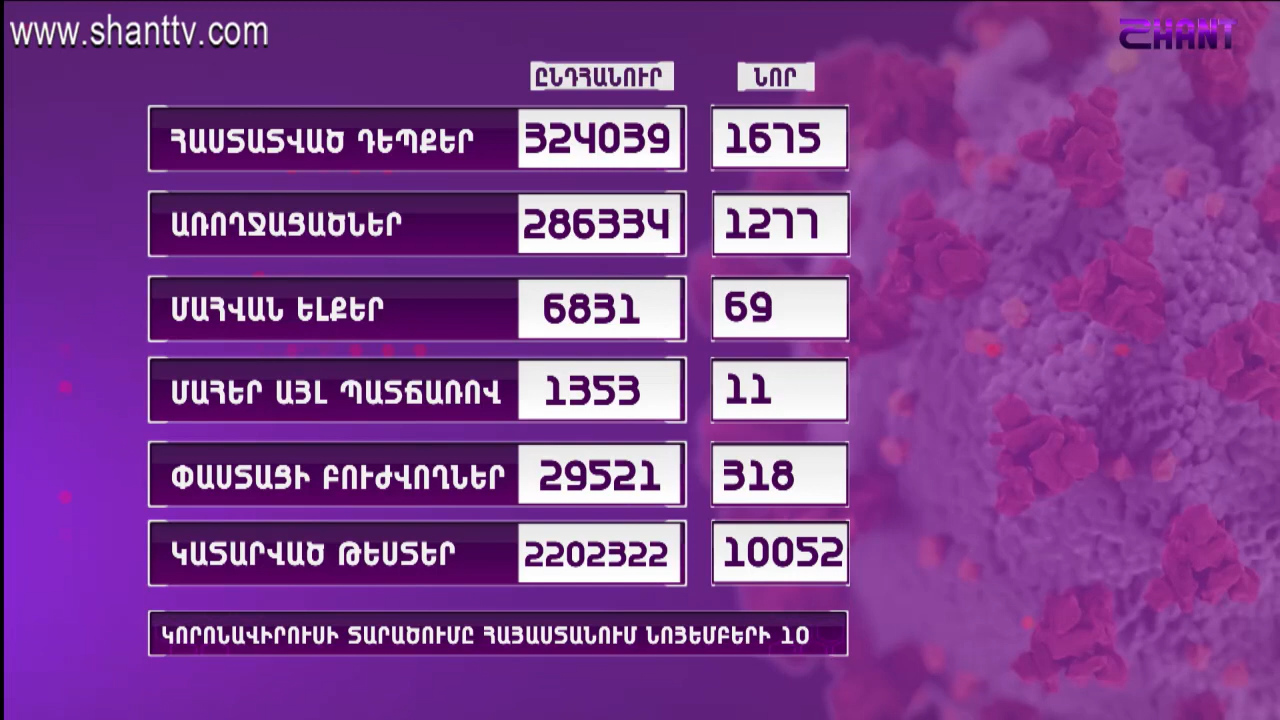 www.shanttv.com
SHANT
ԸՆԴՀԱՆՈՒՐ ՆՈՐ
ՀԱՍՏԱՏՎԱԾ ԴԵՊՔԵՐ 324039 1675
ԱՌՈՂՋԱՑԱԾՆԵՐ 286334 1277
ՄԱՀՎԱՆ ԵԼՔԵՐ 6831 69
ՄԱՀԵՐ ԱՅԼ ՊԱՏՃԱՌՈՎ 1353 11
ՓԱՍՏԱՑԻ ԲՈՒԺՎՈՂՆԵՐ 29521 318
ԿԱՏԱՐՎԱԾ ԹԵՍՏԵՐ 2202322 10052
ԿՈՐՈՆԱՎԻՐՈՒՍԻ ՏԱՐԱԾՈՒՄԸ ՀԱՅԱՍՏԱՆՈՒՄ ՆՈՅԵՄԲԵՐԻ 10